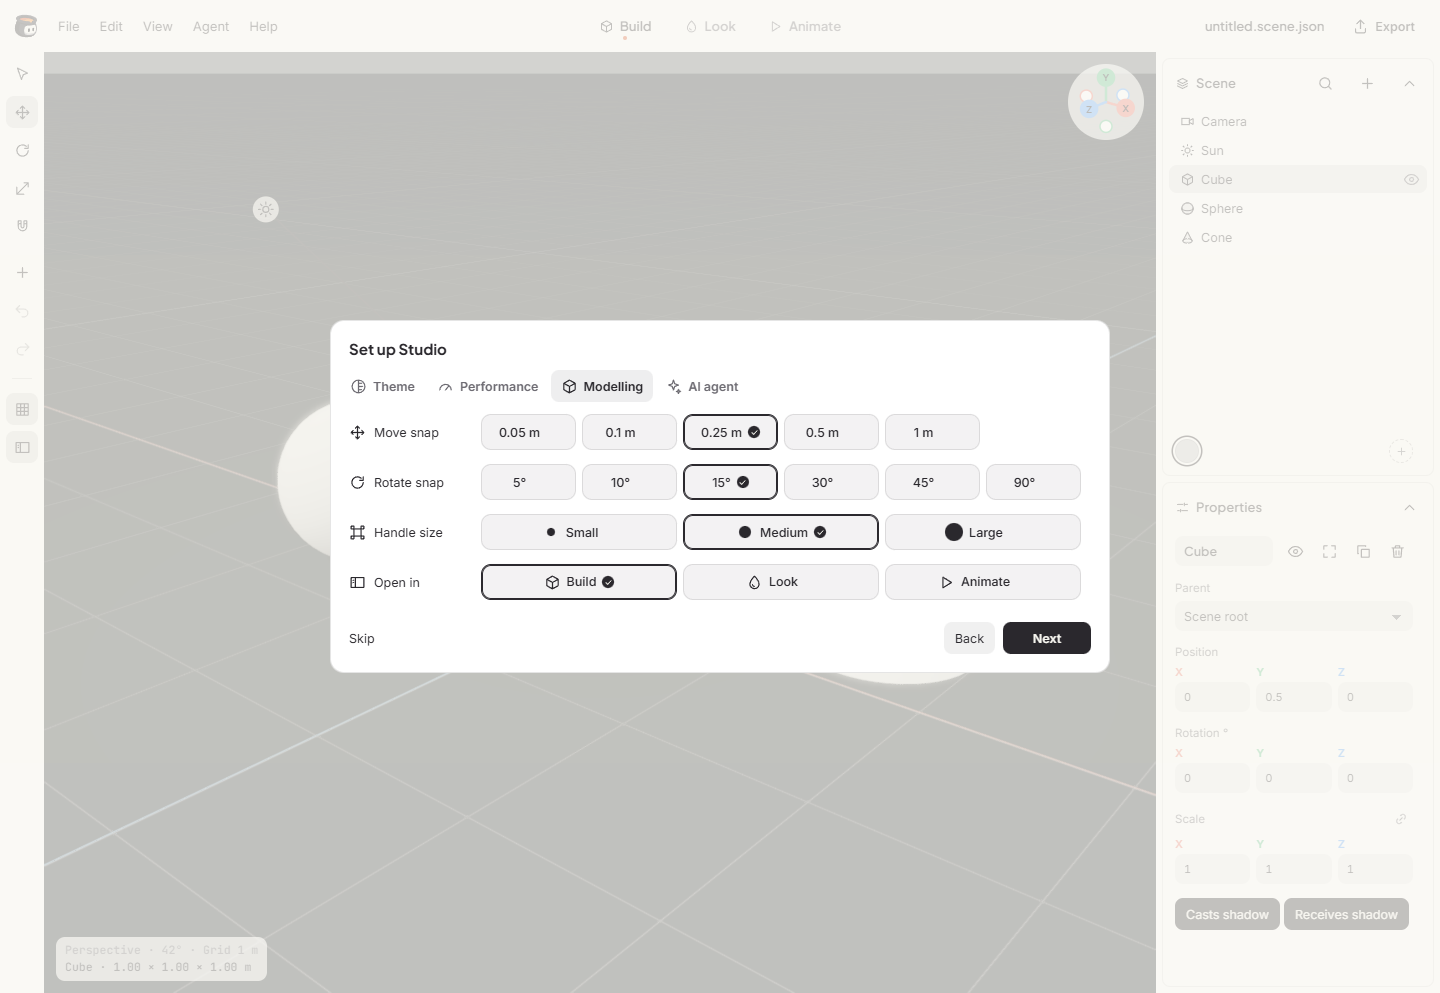 File Edit View Agent Help
Build Look Animate
untitled.scene.json Export
Y
Z X
Scene
Camera
Sun
Cube
Sphere
Cone
Set up Studio
Theme Performance Modelling AI agent
Move snap 0.05 m 0.1 m 0.25 m 0.5 m 1 m
Rotate snap 5° 10° 15° 30° 45° 90°
Handle size Small Medium Large
Open in Build Look Animate
Skip Back Next
Properties
Cube
Parent
Scene root
Position
X Y Z
0 0.5 0
Rotation °
X Y Z
0 0 0
Scale
X Y Z
1 1 1
Casts shadow Receives shadow
Perspective · 42° · Grid 1 m
Cube · 1.00 × 1.00 × 1.00 m